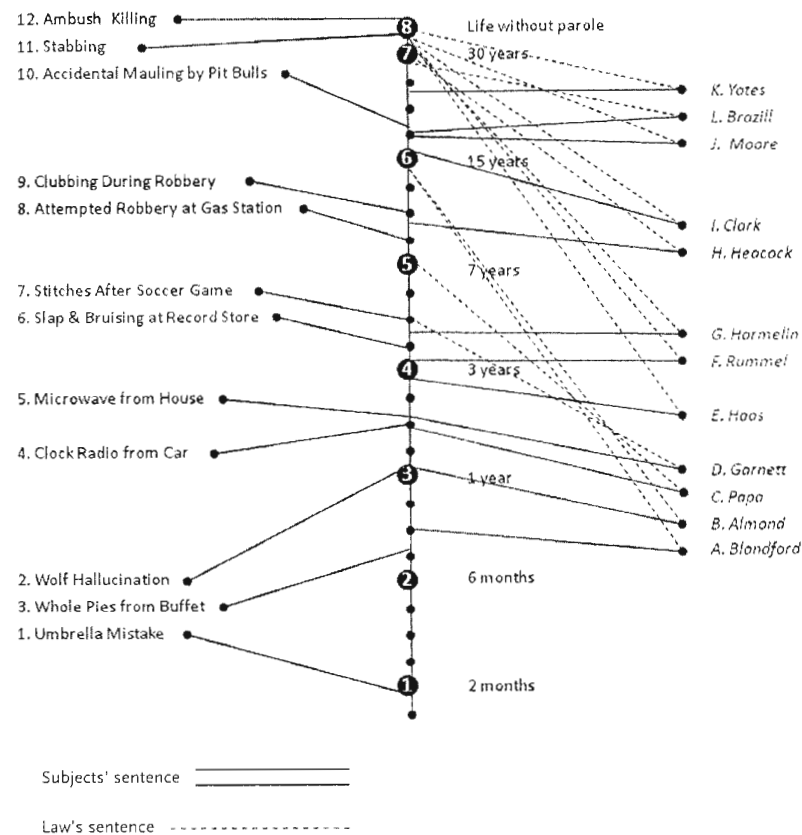 12. Ambush Killing
11. Stabbing
10. Accidental Mauling by Pit Bulls
9. Clubbing During Robbery
8. Attempted Robbery at Gas Station
7. Stitches After Soccer Game
6. Slap & Bruising at Record Store
5. Microwave from House
4. Clock Radio from Car
2. Wolf Hallucination
3. Whole Pies from Buffet
1. Umbrella Mistake
8
7
6
5
4
3
2
1
Life without parole
30 years
15 years
7 years
3 years
1 year
6 months
2 months
K. Yotes
L. Brazill
J. Moore
I. Clark
H. Heacock
G. Harmelin
F. Rummel
E. Haas
D. Garnett
C. Papa
B. Almond
A. Blandford
Subjects' sentence
Law's sentence